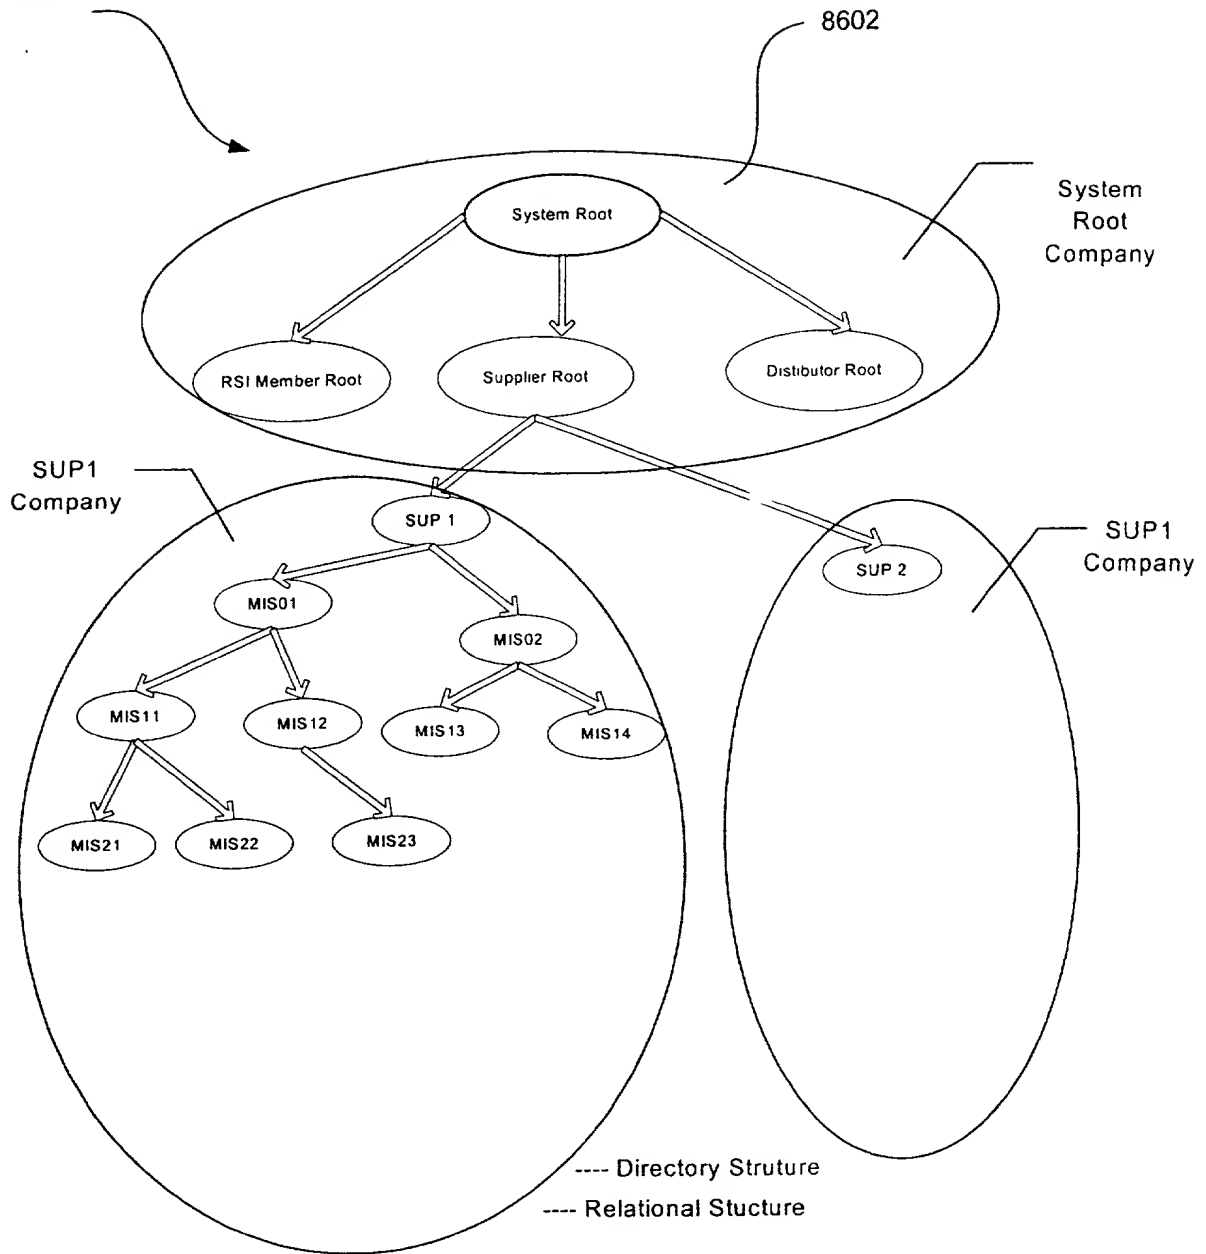 8602
System Root
System
Root
Company
RSI Member Root
Supplier Root
Distibutor Root
SUP1
Company
SUP 1
SUP 2
SUP1
Company
MIS01
MIS02
MIS11
MIS12
MIS13
MIS14
MIS21
MIS22
MIS23
---- Directory Struture
---- Relational Stucture